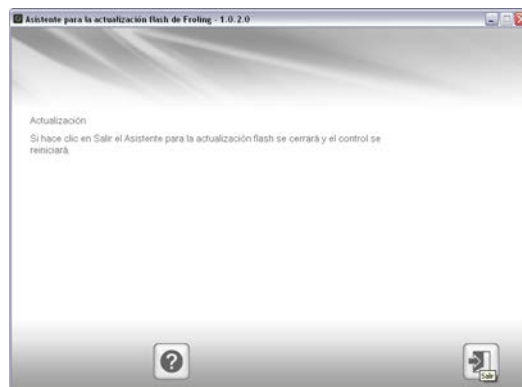 Asistente para la actualización flash de Froling - 1.0.2.0
Actualización
Si hace clic en Salir el Asistente para la actualización flash se cerrará y el control se
reiniciará.
?
Salir